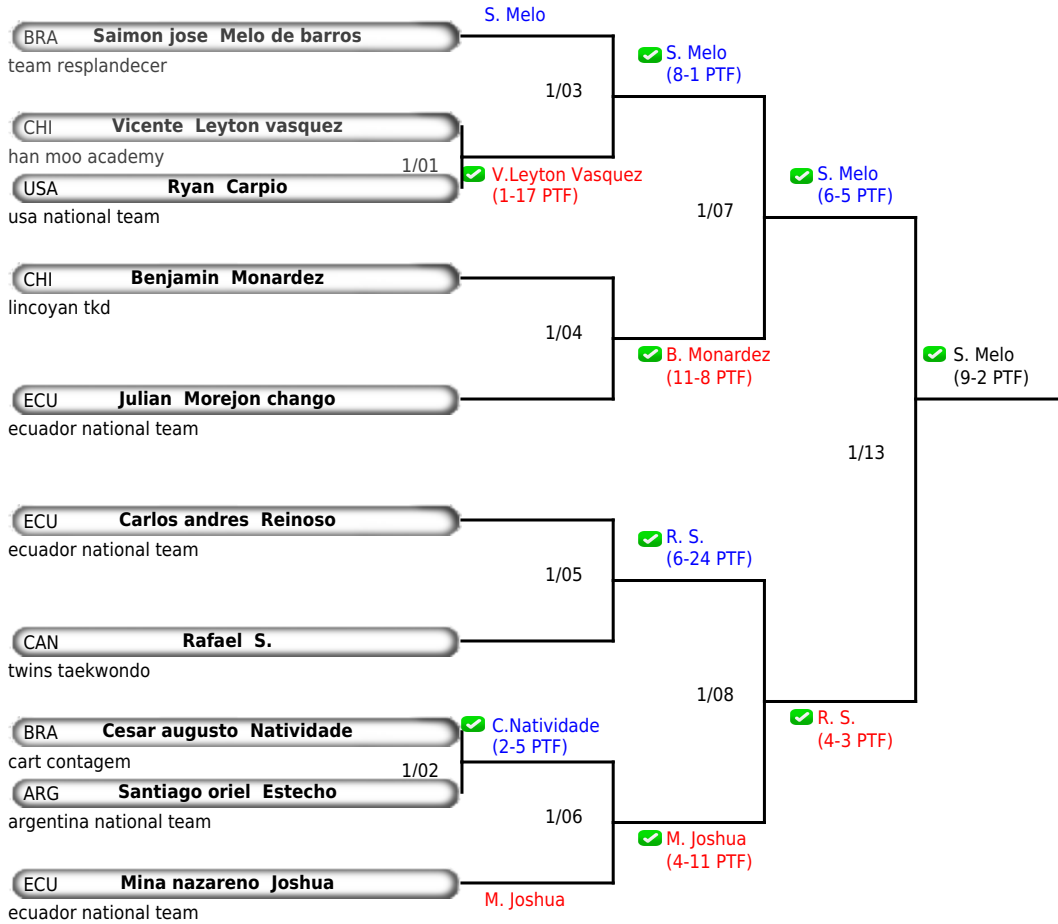 S. Melo
BRA Saimon jose Melo de barros
team resplandecer
S. Melo
(8-1 PTF)
1/03
CHI Vicente Leyton vasquez
han moo academy
1/01
V.Leyton Vasquez
(1-17 PTF)
USA Ryan Carpio
usa national team
S. Melo
(6-5 PTF)
1/07
CHI Benjamin Monardez
lincoyan tkd
1/04
B. Monardez
(11-8 PTF)
S. Melo
(9-2 PTF)
ECU Julian Morejon chango
ecuador national team
1/13
ECU Carlos andres Reinoso
ecuador national team
R. S.
(6-24 PTF)
1/05
CAN Rafael S.
twins taekwondo
1/08
R. S.
(4-3 PTF)
BRA Cesar augusto Natividade
cart contagem
C.Natividade
(2-5 PTF)
1/02
ARG Santiago oriel Estecho
argentina national team
1/06
M. Joshua
(4-11 PTF)
ECU Mina nazareno Joshua
ecuador national team
M. Joshua